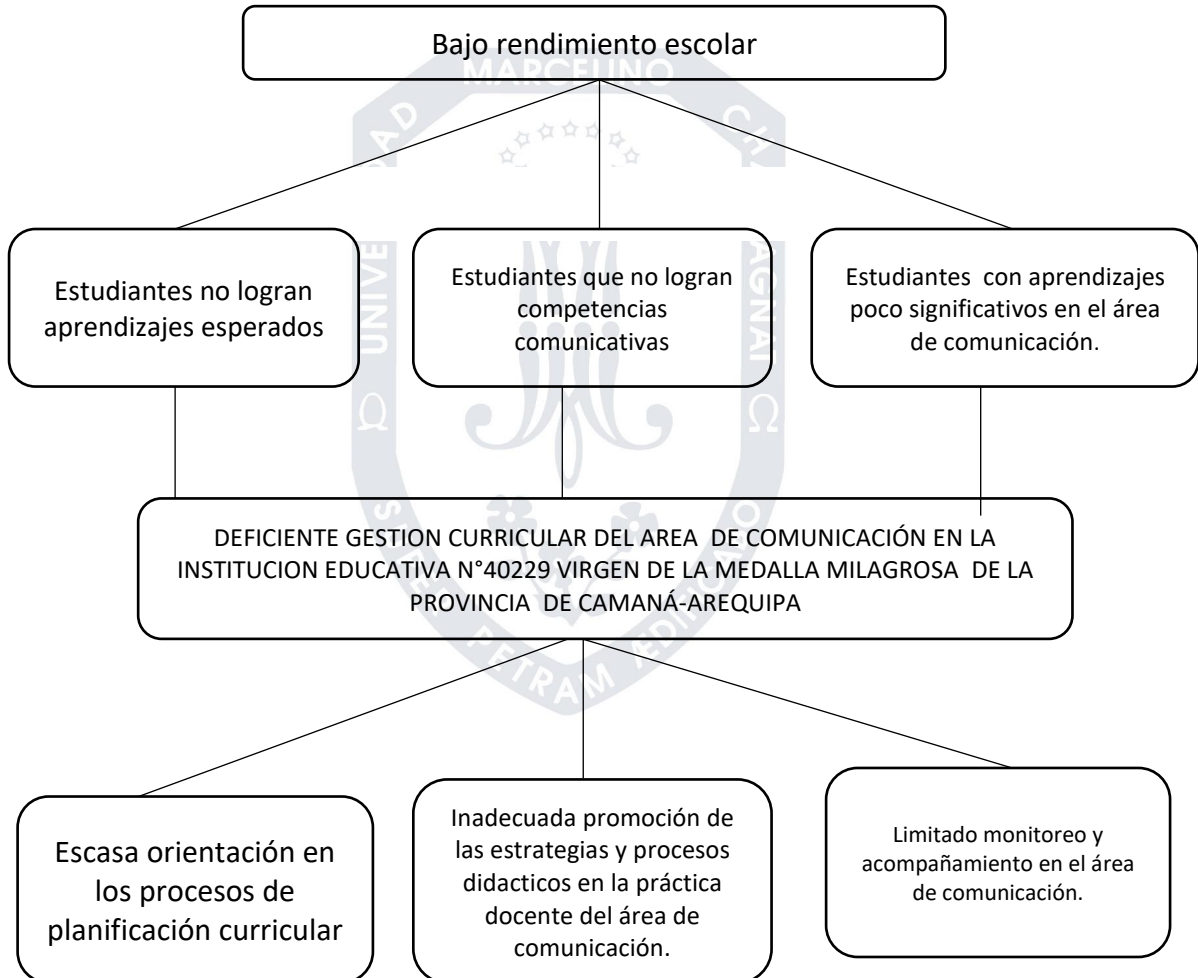 Bajo rendimiento escolar
MARCELINO
Estudiantes no logran
aprendizajes esperados
Estudiantes que no logran
competencias
comunicativas
Estudiantes con aprendizajes
poco significativos en el área
de comunicación.
DEFICIENTE GESTION CURRICULAR DEL AREA DE COMUNICACIÓN EN LA
INSTITUCION EDUCATIVA N°40229 VIRGEN DE LA MEDALLA MILAGROSA DE LA
PROVINCIA DE CAMANÁ-AREQUIPA
PETRAM
Escasa orientación en
los procesos de
planificación curricular
Inadecuada promoción de
las estrategias y procesos
didacticos en la práctica
docente del área de
comunicación.
Limitado monitoreo y
acompañamiento en el área
de comunicación.